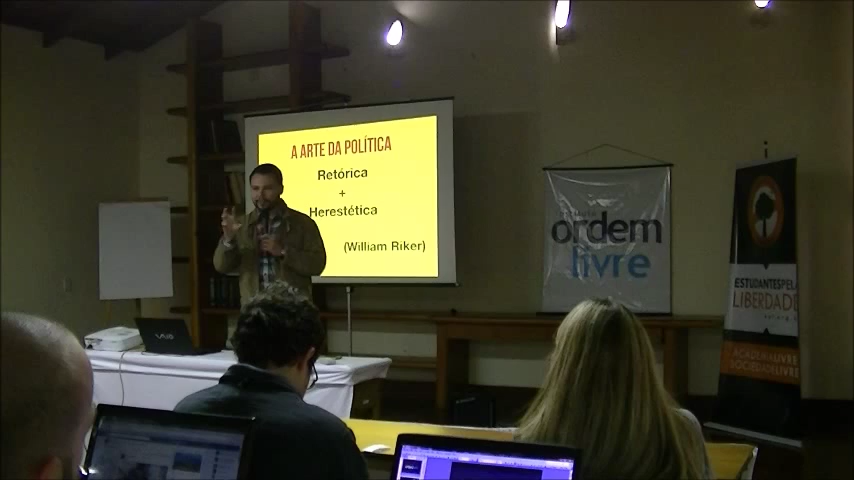 A ARTE DA POLÍTICA
Retórica
+
Herestética
(William Riker)
ordem
livre
ESTUDANTES PELA
LIBERDADE
ACADEMIA LIVRE
SOCIEDADE LIVRE
VAIO